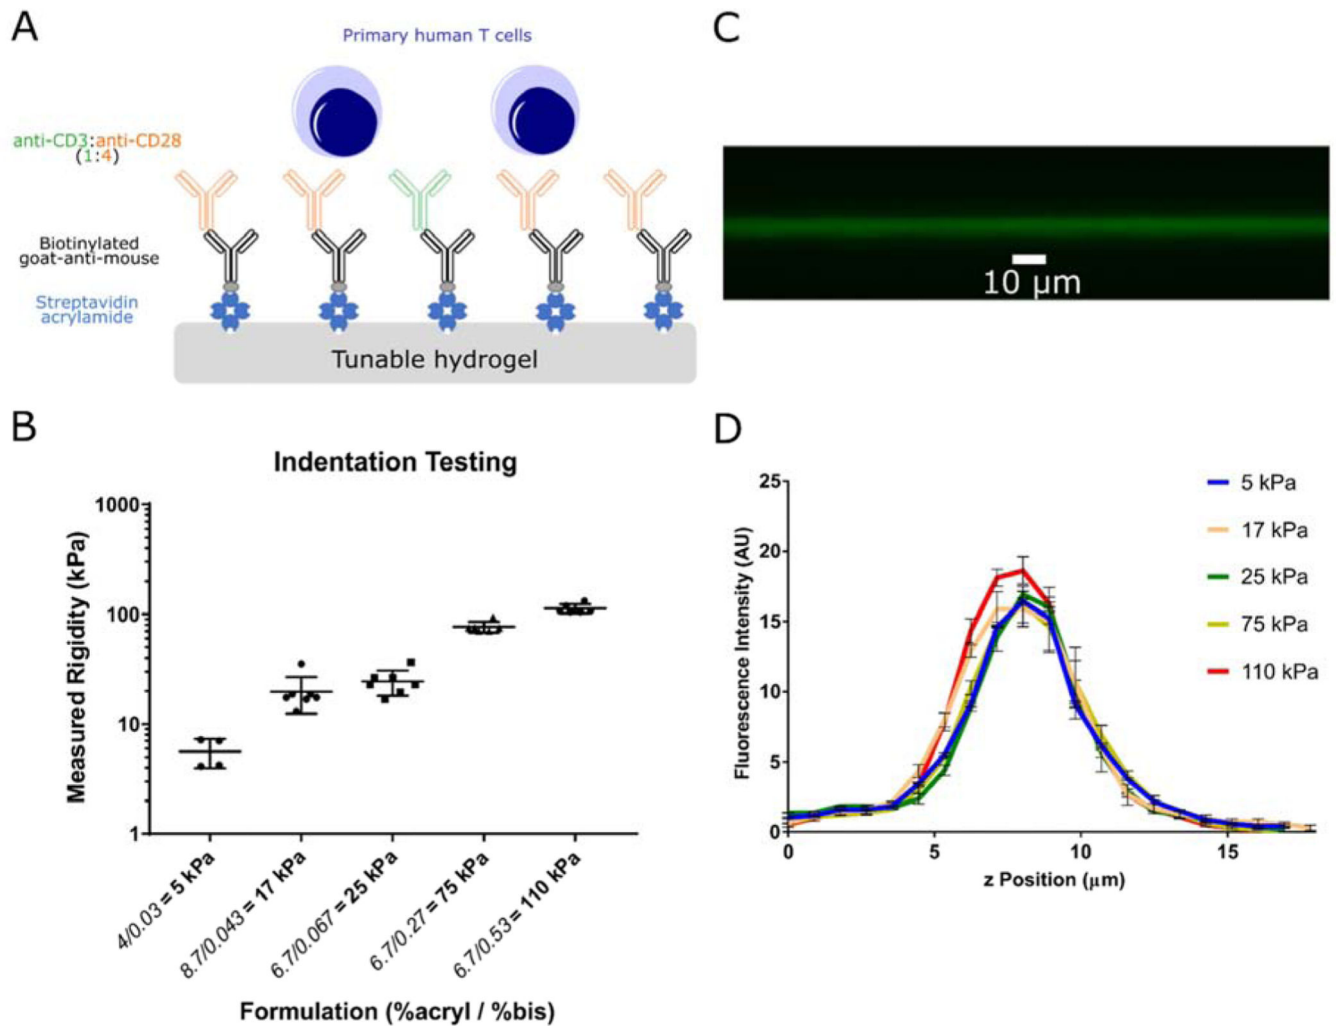 A
Primary human T cells
anti-CD3:anti-CD28
(1:4)
Biotinylated
goat-anti-mouse
Streptavidin
acrylamide
Tunable hydrogel
C
10 µm
B
Indentation Testing
Measured Rigidity (kPa)
1000
100
10
1
4/0.03 = 5 kPa
8.7/0.043 = 17 kPa
6.7/0.067 = 25 kPa
6.7/0.27 = 75 kPa
6.7/0.53 = 110 kPa
Formulation (%acryl / %bis)
D
Fluorescence Intensity (AU)
25
20
15
10
5
0
0
5
10
15
z Position (µm)
5 kPa
17 kPa
25 kPa
75 kPa
110 kPa